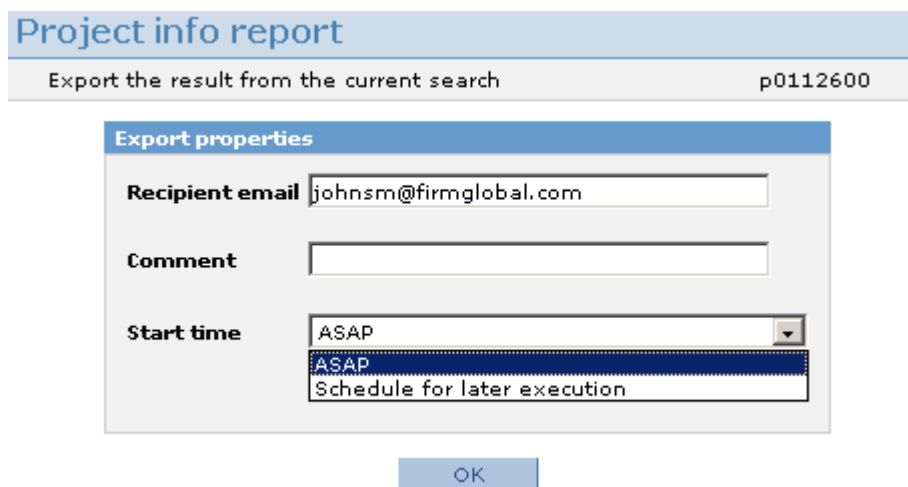 Project info report
Export the result from the current search p0112600
Export properties
Recipient email johnsm@firmglobal.com
Comment
Start time ASAP
ASAP
Schedule for later execution
OK